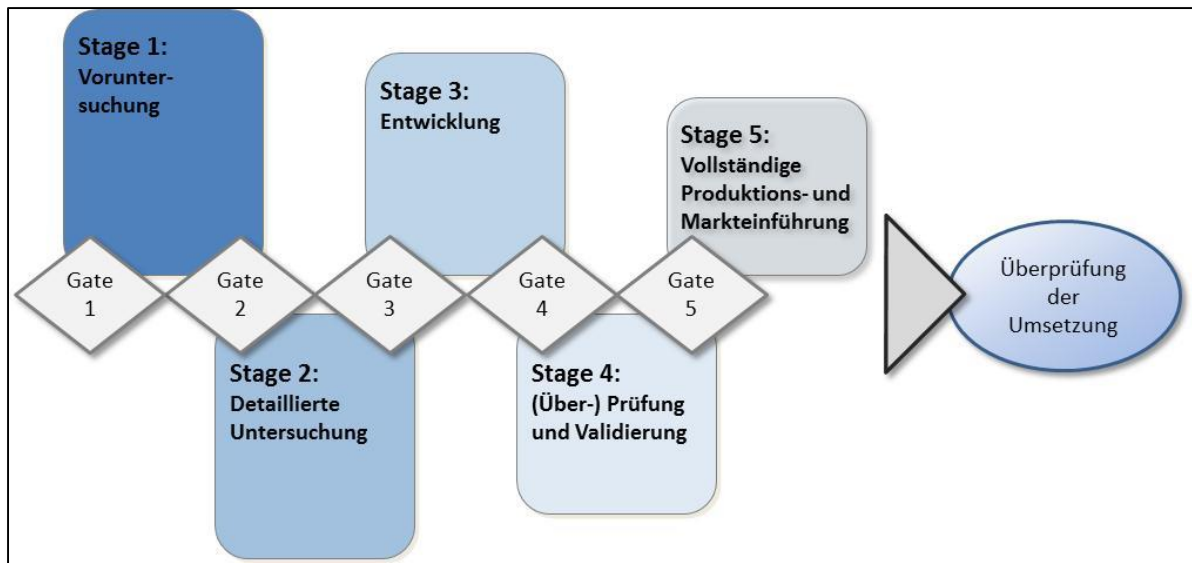 Stage 1:
Vorunter-
suchung
Stage 3:
Entwicklung
Stage 5:
Vollständige
Produktions- und
Markteinführung
Gate
1
Gate
2
Gate
3
Gate
4
Gate
5
Überprüfung
der
Umsetzung
Stage 2:
Detaillierte
Untersuchung
Stage 4:
(Über-) Prüfung
und Validierung